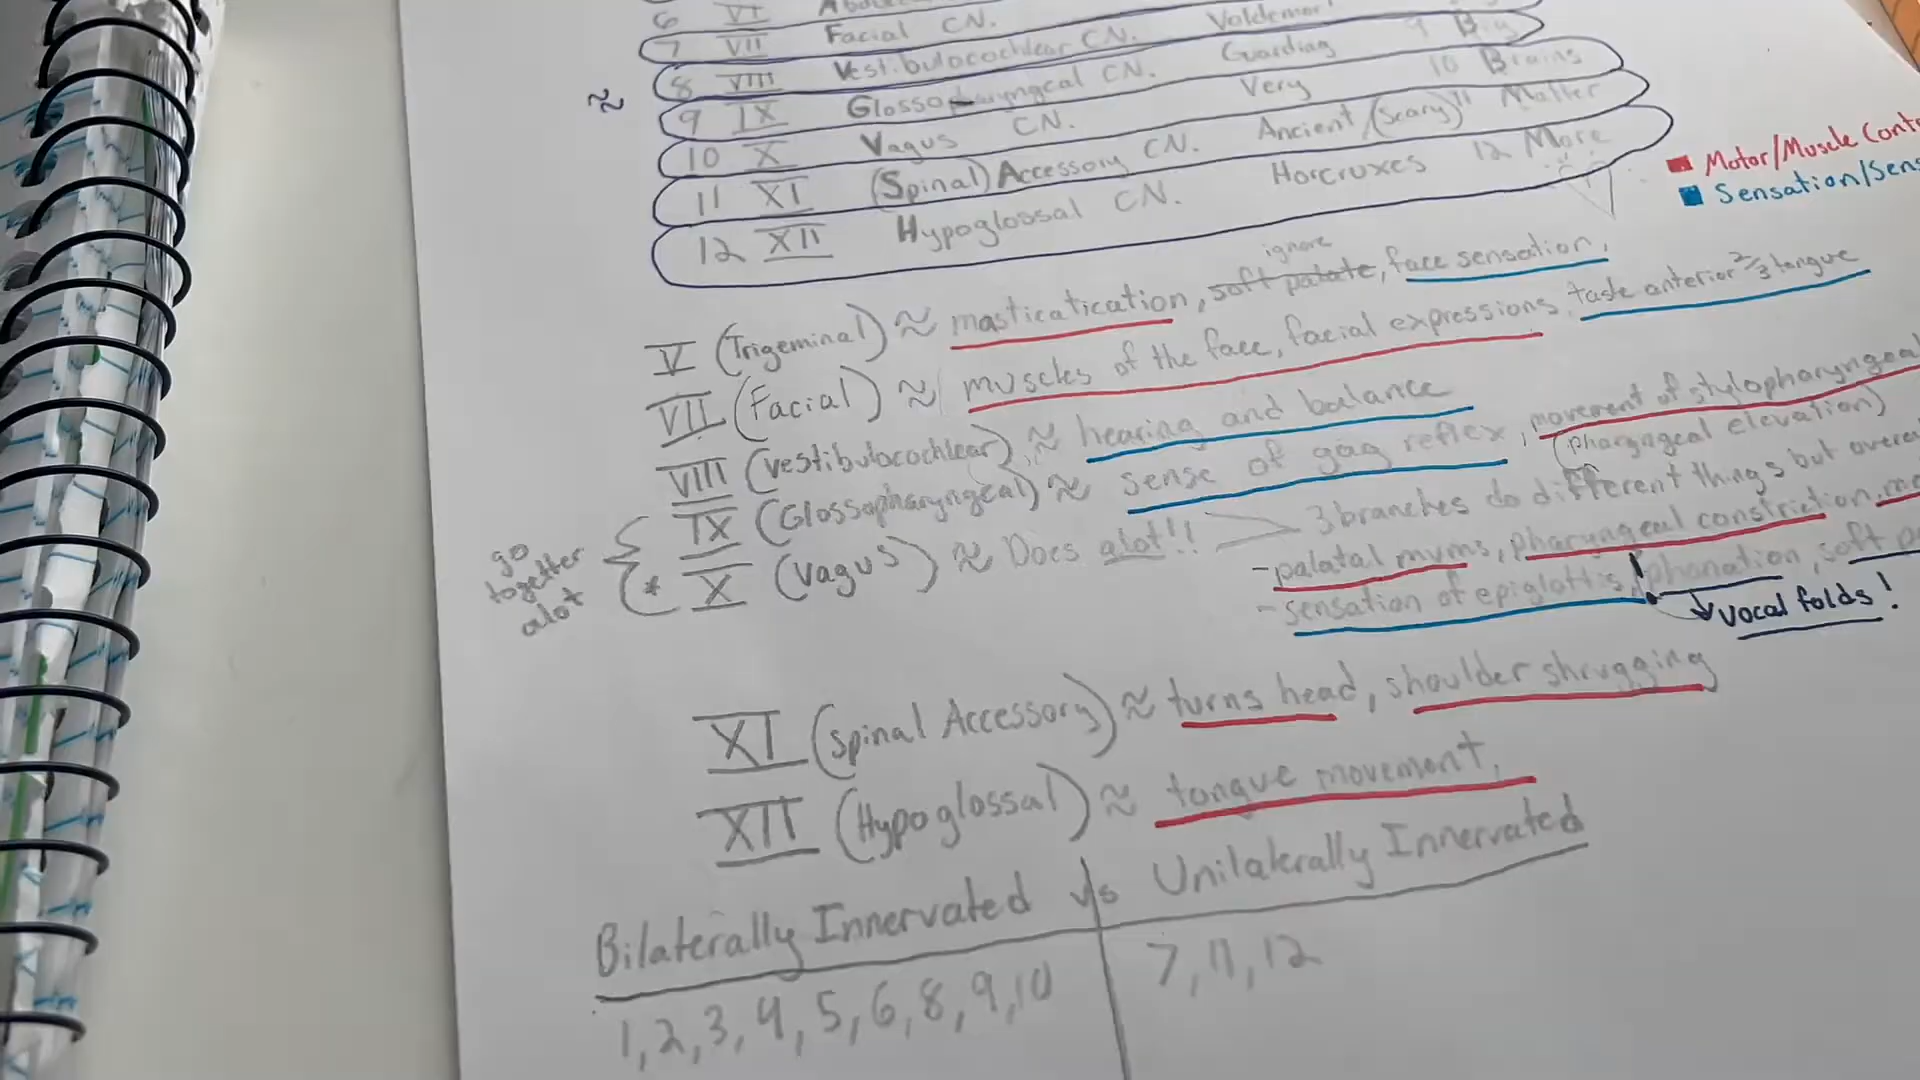 6 VI
7 VII Facial CN. Voldemort 9 Big
8 VIII Vestibulocochlear CN. Guarding 10 Brains
9 IX Glossopharyngeal CN. Very 11 Matter
10 X Vagus CN. Ancient/(scary) 12 More
11 XI (Spinal) Accessory CN. Horcruxes
12 XII Hypoglossal CN.
≈
Motor/Muscle
Sensation/
ignore
V (Trigeminal) ≈ masticatication, soft palate, face sensation,
VII (Facial) ≈ muscles of the face, facial expressions, taste anterior 2/3 tongue
VIII (vestibulocochlear) ≈ hearing and balance
IX (Glossopharyngeal) ≈ sense of gag reflex, movement of
(pharyngeal elevation)
go together alot
* X (Vagus) ≈ Does alot!! 3 branches do different things but
-palatal mvms, pharyngeal constriction,
-sensation of epiglottis, phonation, soft
vocal folds!
XI (Spinal Accessory) ≈ turns head, shoulder shrugging
XII (Hypoglossal) ≈ tongue movement,
Bilaterally Innervated v/s Unilaterally Innervated
1,2,3,4,5,6,8,9,10 7,11,12